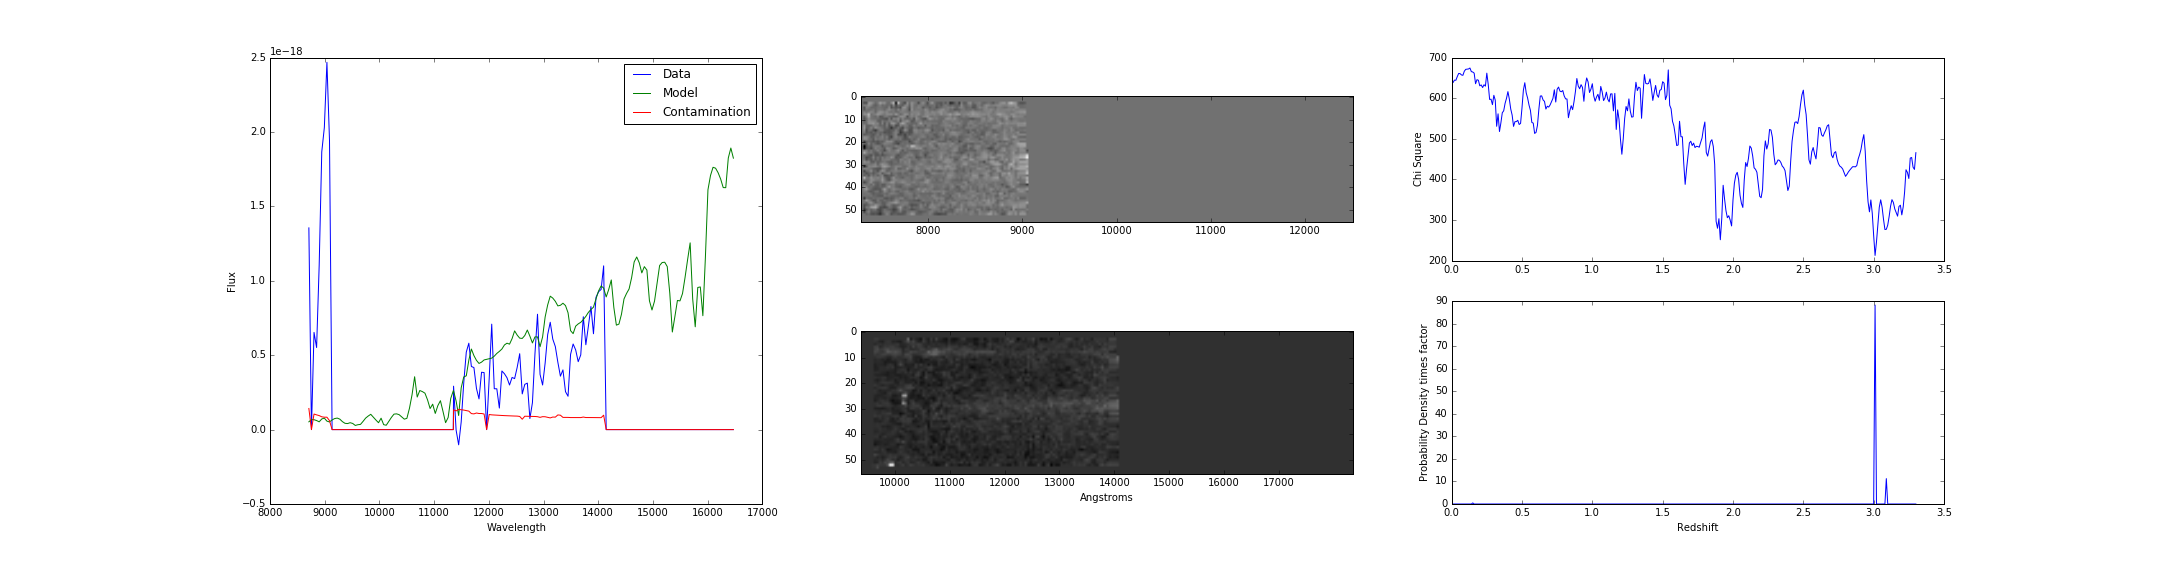 1e−18
2.5
2.0
1.5
1.0
0.5
0.0
−0.5
8000 9000 10000 11000 12000 13000 14000 15000 16000 17000
Wavelength
Flux
Data
Model
Contamination
0
10
20
30
40
50
8000 9000 10000 11000 12000
0
10
20
30
40
50
10000 11000 12000 13000 14000 15000 16000 17000
Angstroms
700
600
500
400
300
200
Chi Square
0.0 0.5 1.0 1.5 2.0 2.5 3.0 3.5
90
80
70
60
50
40
30
20
10
0
Probability Density times factor
0.0 0.5 1.0 1.5 2.0 2.5 3.0 3.5
Redshift